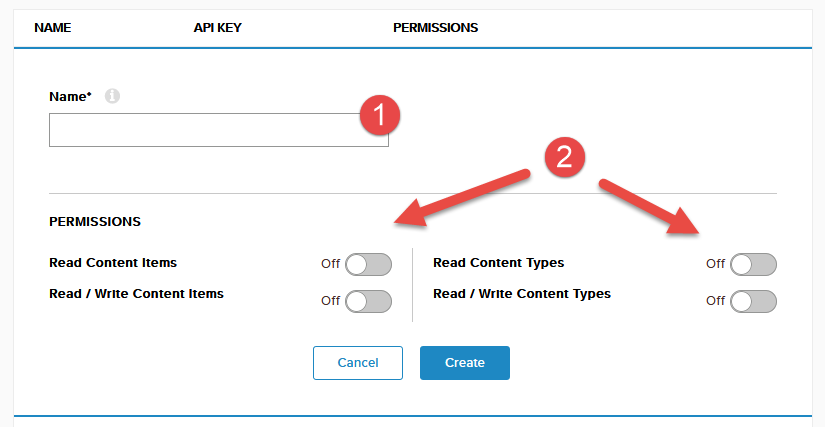 NAME API KEY PERMISSIONS
Name*
1
2
PERMISSIONS
Read Content Items Off Read Content Types Off
Read / Write Content Items Off Read / Write Content Types Off
Cancel Create